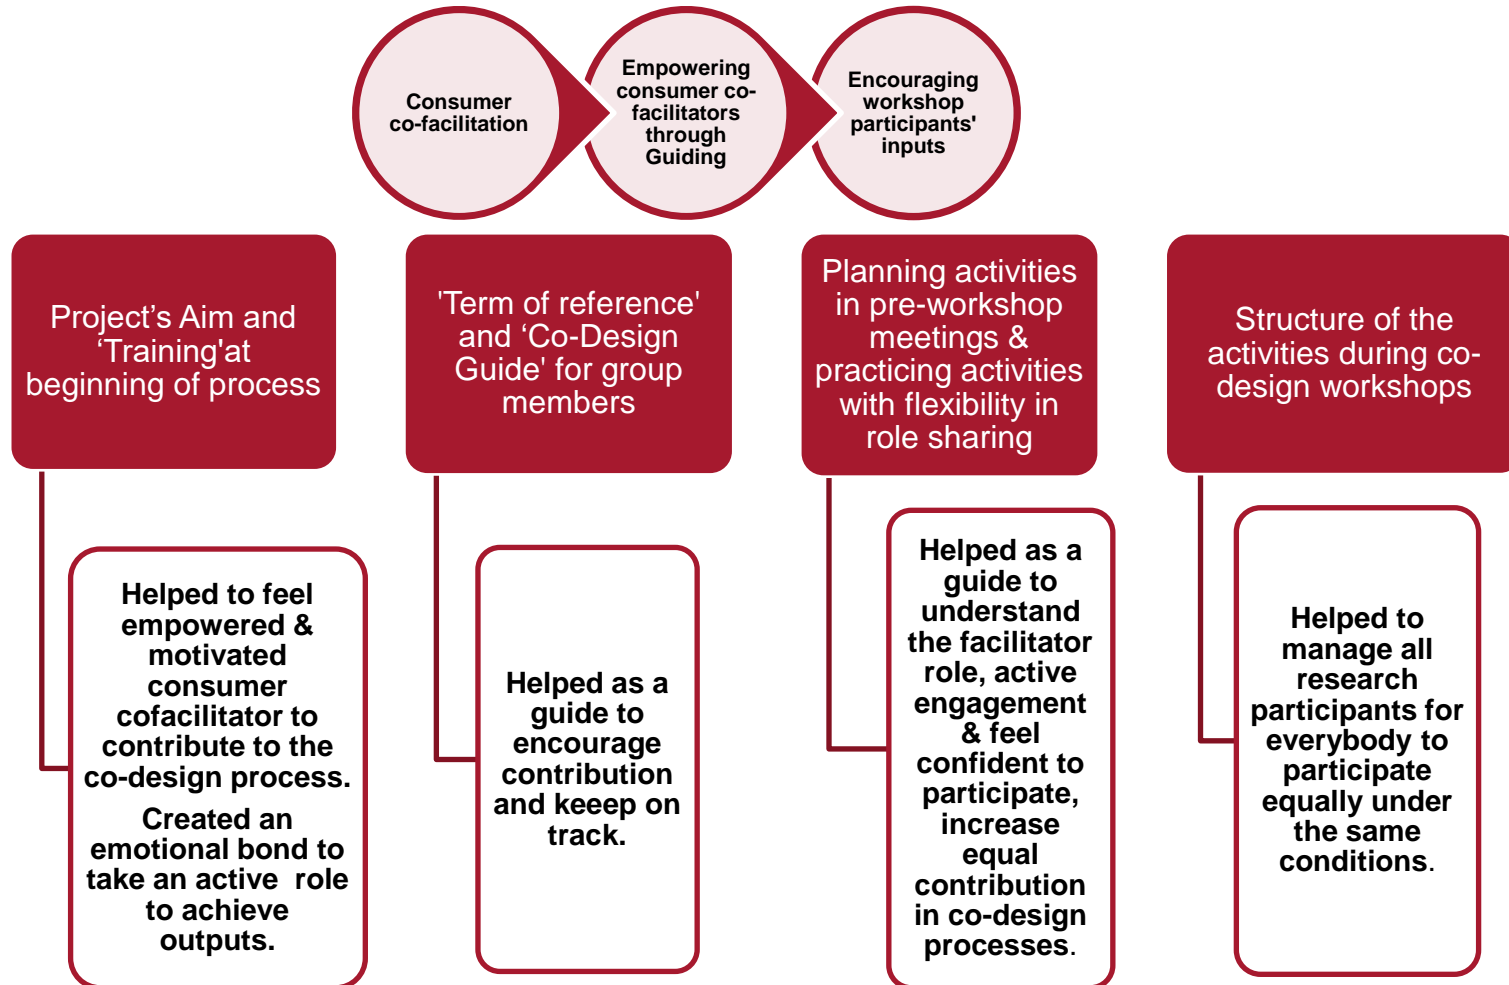 Consumer
co-facilitation
Empowering
consumer co-
facilitators
through
Guiding
Encouraging
workshop
participants'
inputs
Project’s Aim and
‘Training'at
beginning of process
'Term of reference'
and ‘Co-Design
Guide' for group
members
Planning activities
in pre-workshop
meetings &
practicing activities
with flexibility in
role sharing
Structure of the
activities during co-
design workshops
Helped to feel
empowered &
motivated
consumer
cofacilitator to
contribute to the
co-design process.
Created an
emotional bond to
take an active role
to achieve
outputs.
Helped as a
guide to
encourage
contribution
and keeep on
track.
Helped as a
guide to
understand
the facilitator
role, active
engagement
& feel
confident to
participate,
increase
equal
contribution
in co-design
processes.
Helped to
manage all
research
participants for
everybody to
participate
equally under
the same
conditions.